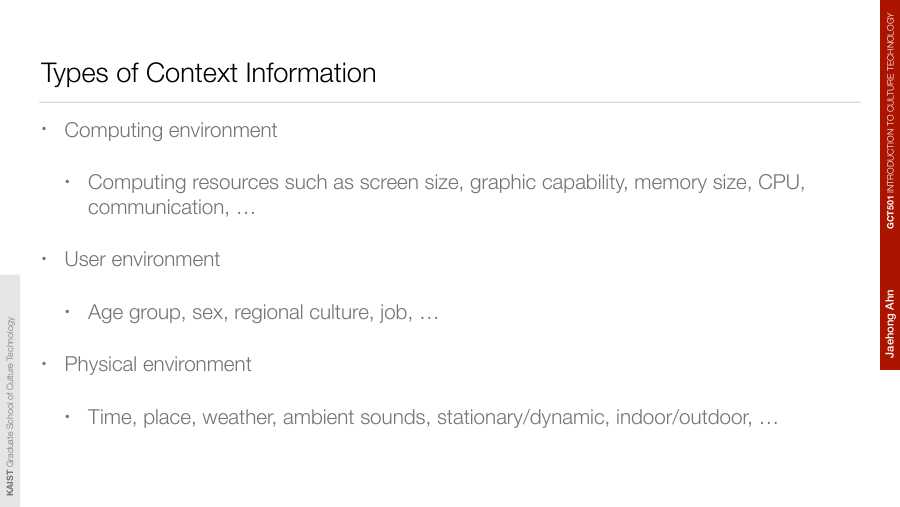 Types of Context Information
• Computing environment
• Computing resources such as screen size, graphic capability, memory size, CPU,
communication, …
• User environment
• Age group, sex, regional culture, job, …
• Physical environment
• Time, place, weather, ambient sounds, stationary/dynamic, indoor/outdoor, …
GCT501 INTRODUCTION TO CULTURE TECHNOLOGY
Jaehong Ahn
KAIST Graduate School of Culture Technology